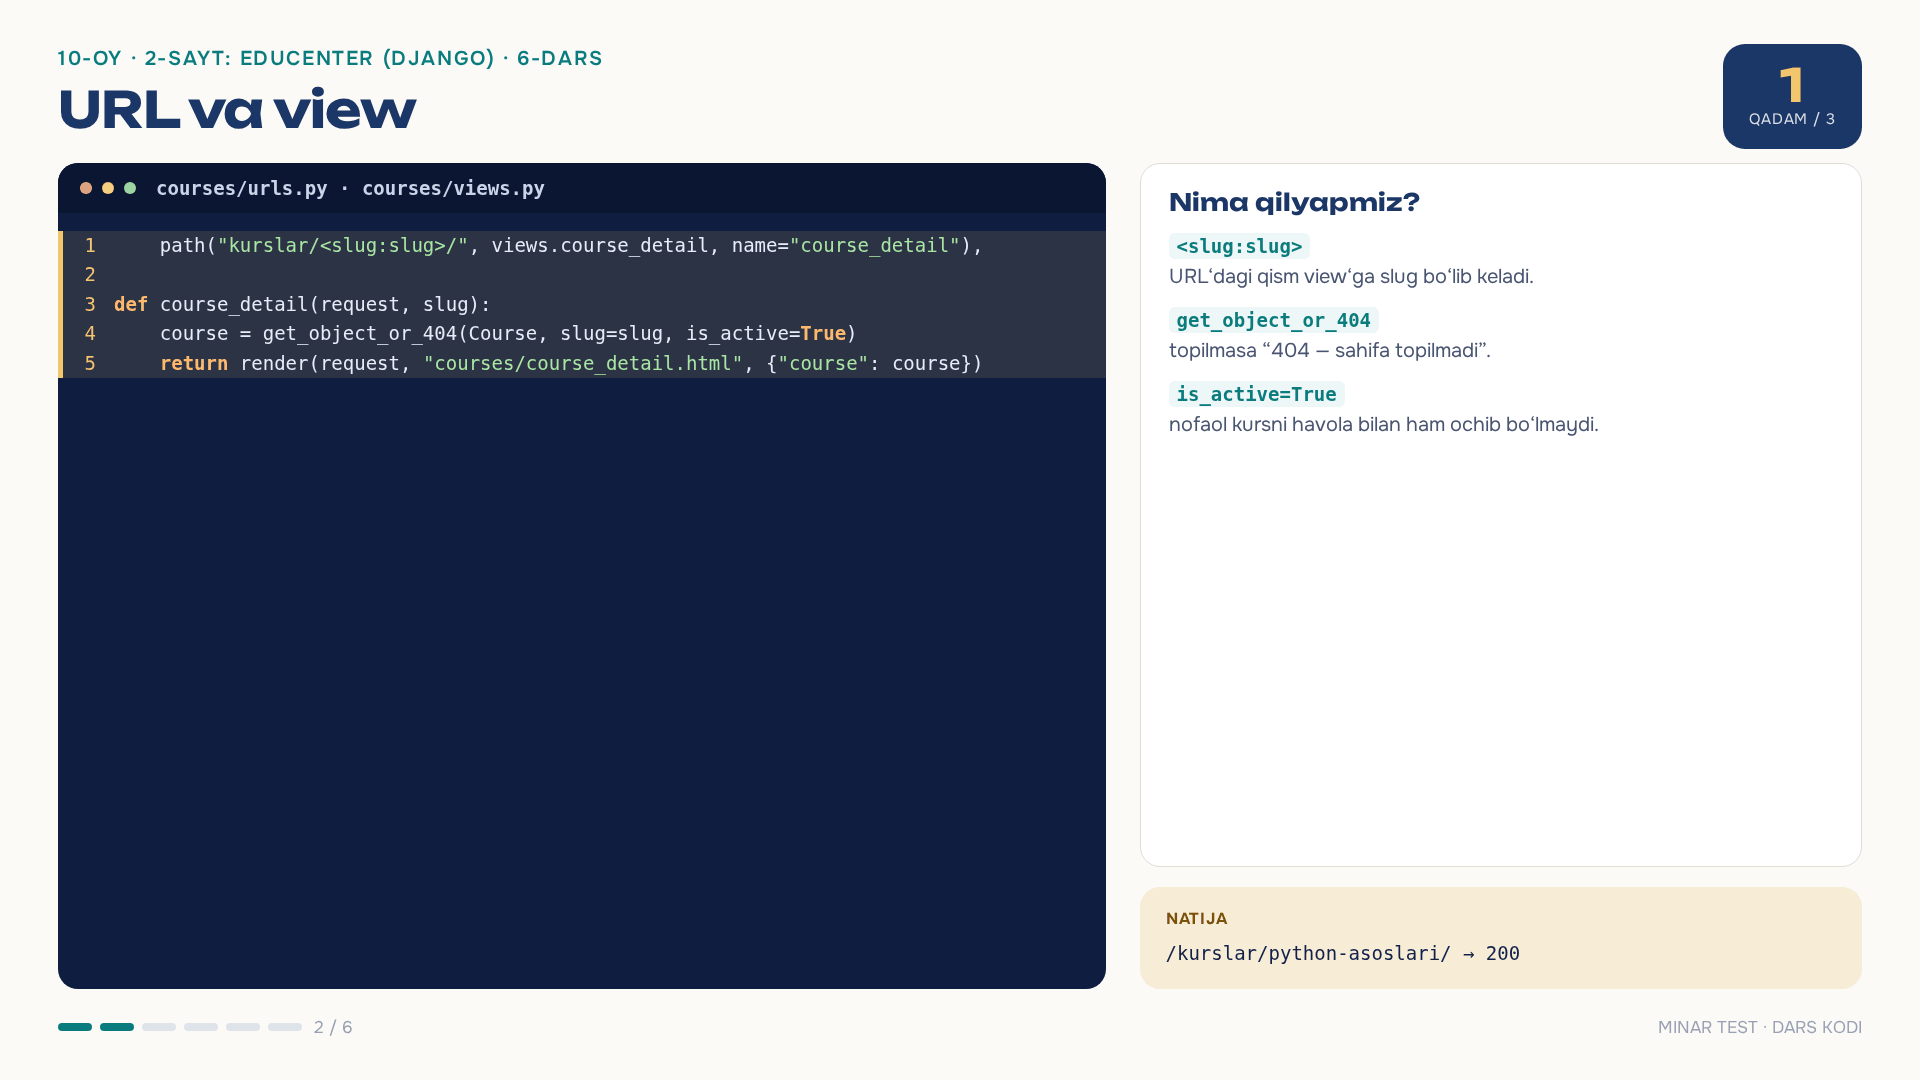 10-OY · 2-SAYT: EDUCENTER (DJANGO) · 6-DARS
URL va view
1
QADAM / 3
courses/urls.py · courses/views.py
1     path("kurslar/<slug:slug>/", views.course_detail, name="course_detail"),
2
3 def course_detail(request, slug):
4     course = get_object_or_404(Course, slug=slug, is_active=True)
5     return render(request, "courses/course_detail.html", {"course": course})
Nima qilyapmiz?
<slug:slug>
URL‘dagi qism view‘ga slug bo‘lib keladi.
get_object_or_404
topilmasa “404 — sahifa topilmadi”.
is_active=True
nofaol kursni havola bilan ham ochib bo‘lmaydi.
NATIJA
/kurslar/python-asoslari/ → 200
2 / 6
MINAR TEST · DARS KODI